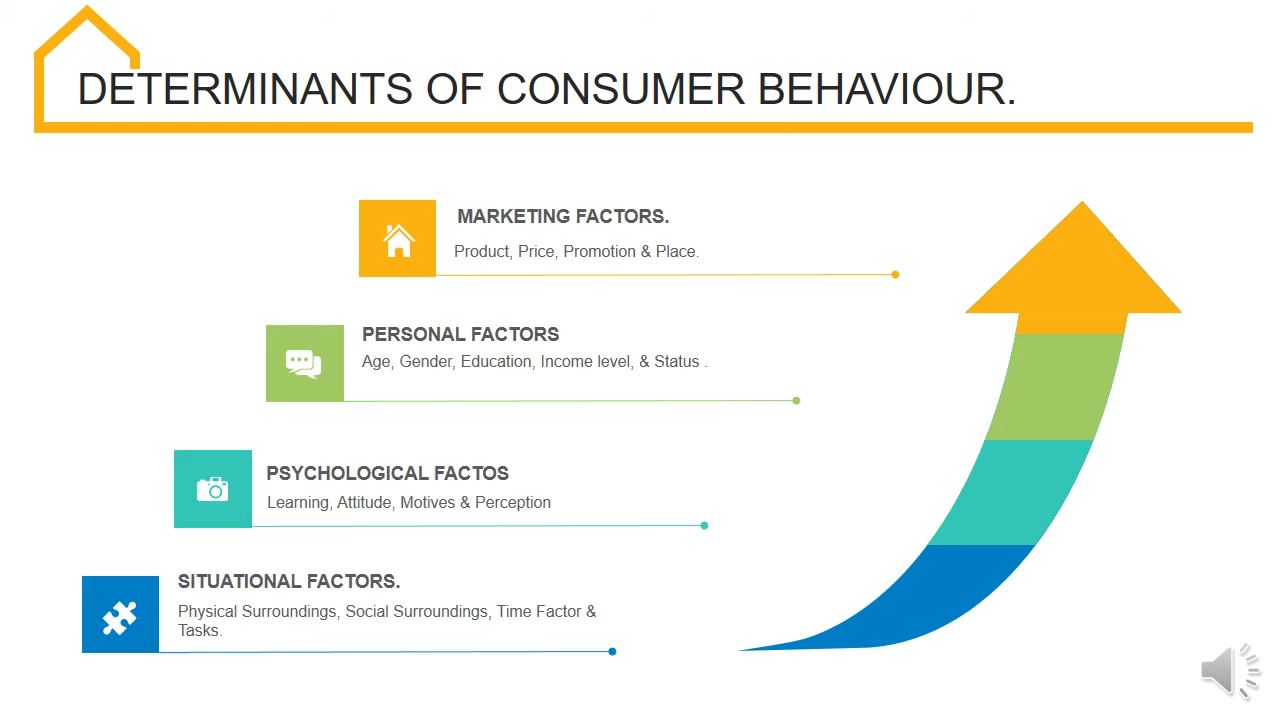 DETERMINANTS OF CONSUMER BEHAVIOUR.
MARKETING FACTORS.
Product, Price, Promotion & Place.
PERSONAL FACTORS
Age, Gender, Education, Income level, & Status .
PSYCHOLOGICAL FACTOS
Learning, Attitude, Motives & Perception
SITUATIONAL FACTORS.
Physical Surroundings, Social Surroundings, Time Factor &
Tasks.